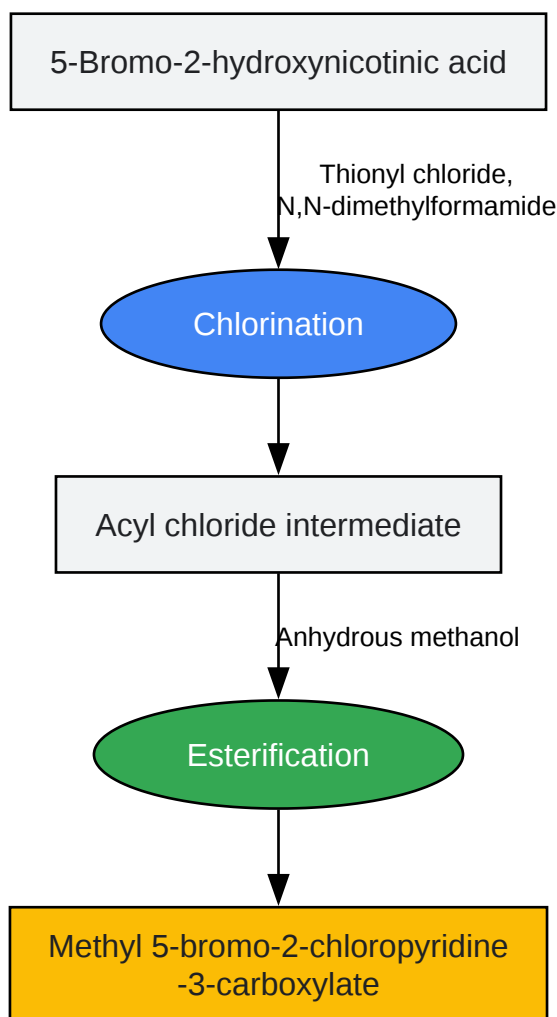 5-Bromo-2-hydroxynicotinic acid
Thionyl chloride,
N,N-dimethylformamide
Chlorination
Acyl chloride intermediate
Anhydrous methanol
Esterification
Methyl 5-bromo-2-chloropyridine
-3-carboxylate